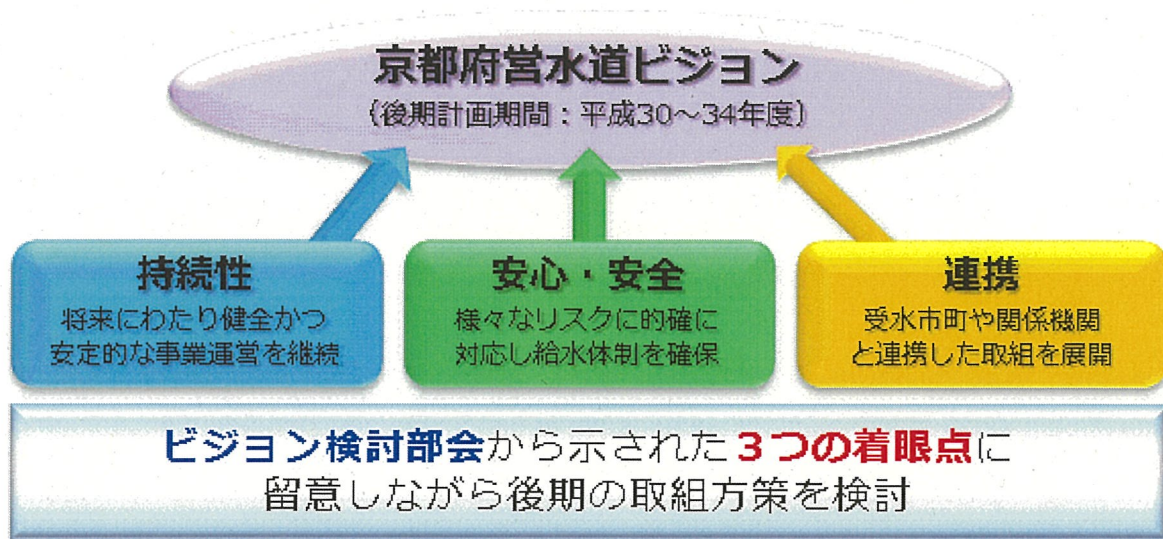 京都府営水道ビジョン
（後期計画期間：平成30～34年度）
持続性
将来にわたり健全かつ
安定的な事業運営を継続
安心・安全
様々なリスクに的確に
対応し給水体制を確保
連携
受水市町や関係機関
と連携した取組を展開
ビジョン検討部会から示された３つの着眼点に
留意しながら後期の取組方策を検討